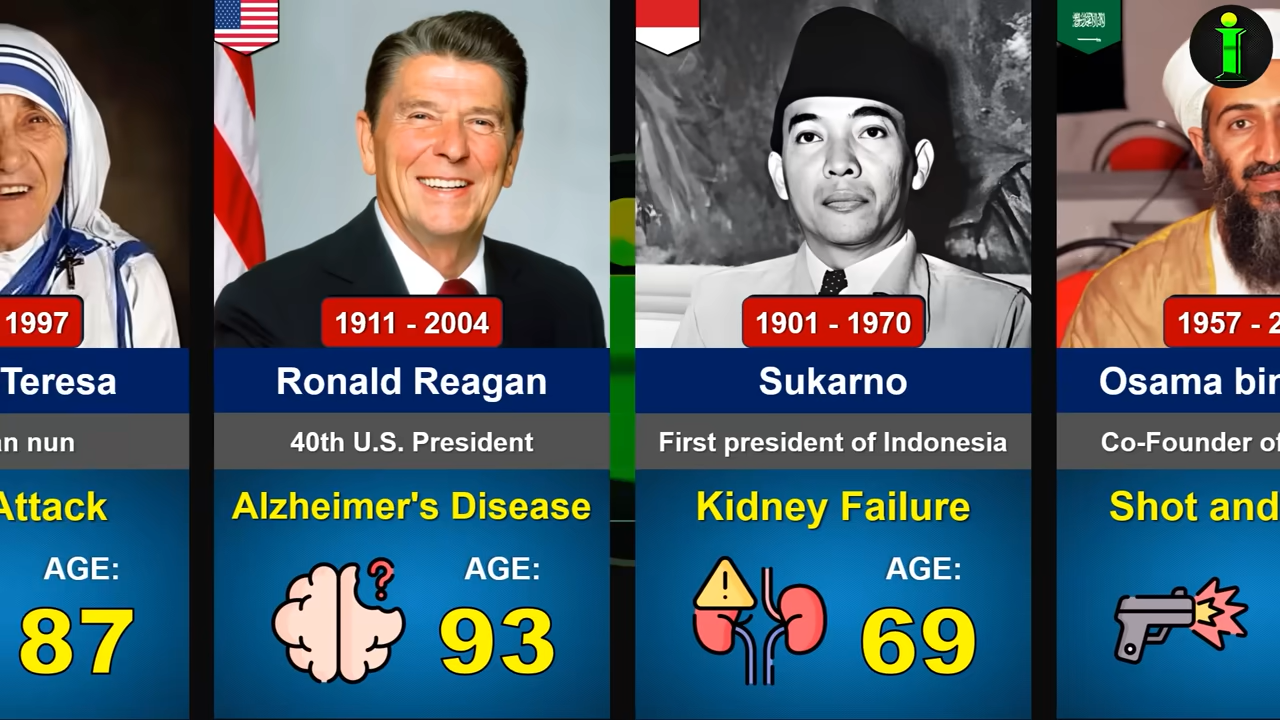 1997
Teresa
an nun
Attack
AGE:
87
1911 - 2004
Ronald Reagan
40th U.S. President
Alzheimer's Disease
AGE:
93
1901 - 1970
Sukarno
First president of Indonesia
Kidney Failure
AGE:
69
1957 - 2
Osama bin
Co-Founder of
Shot and